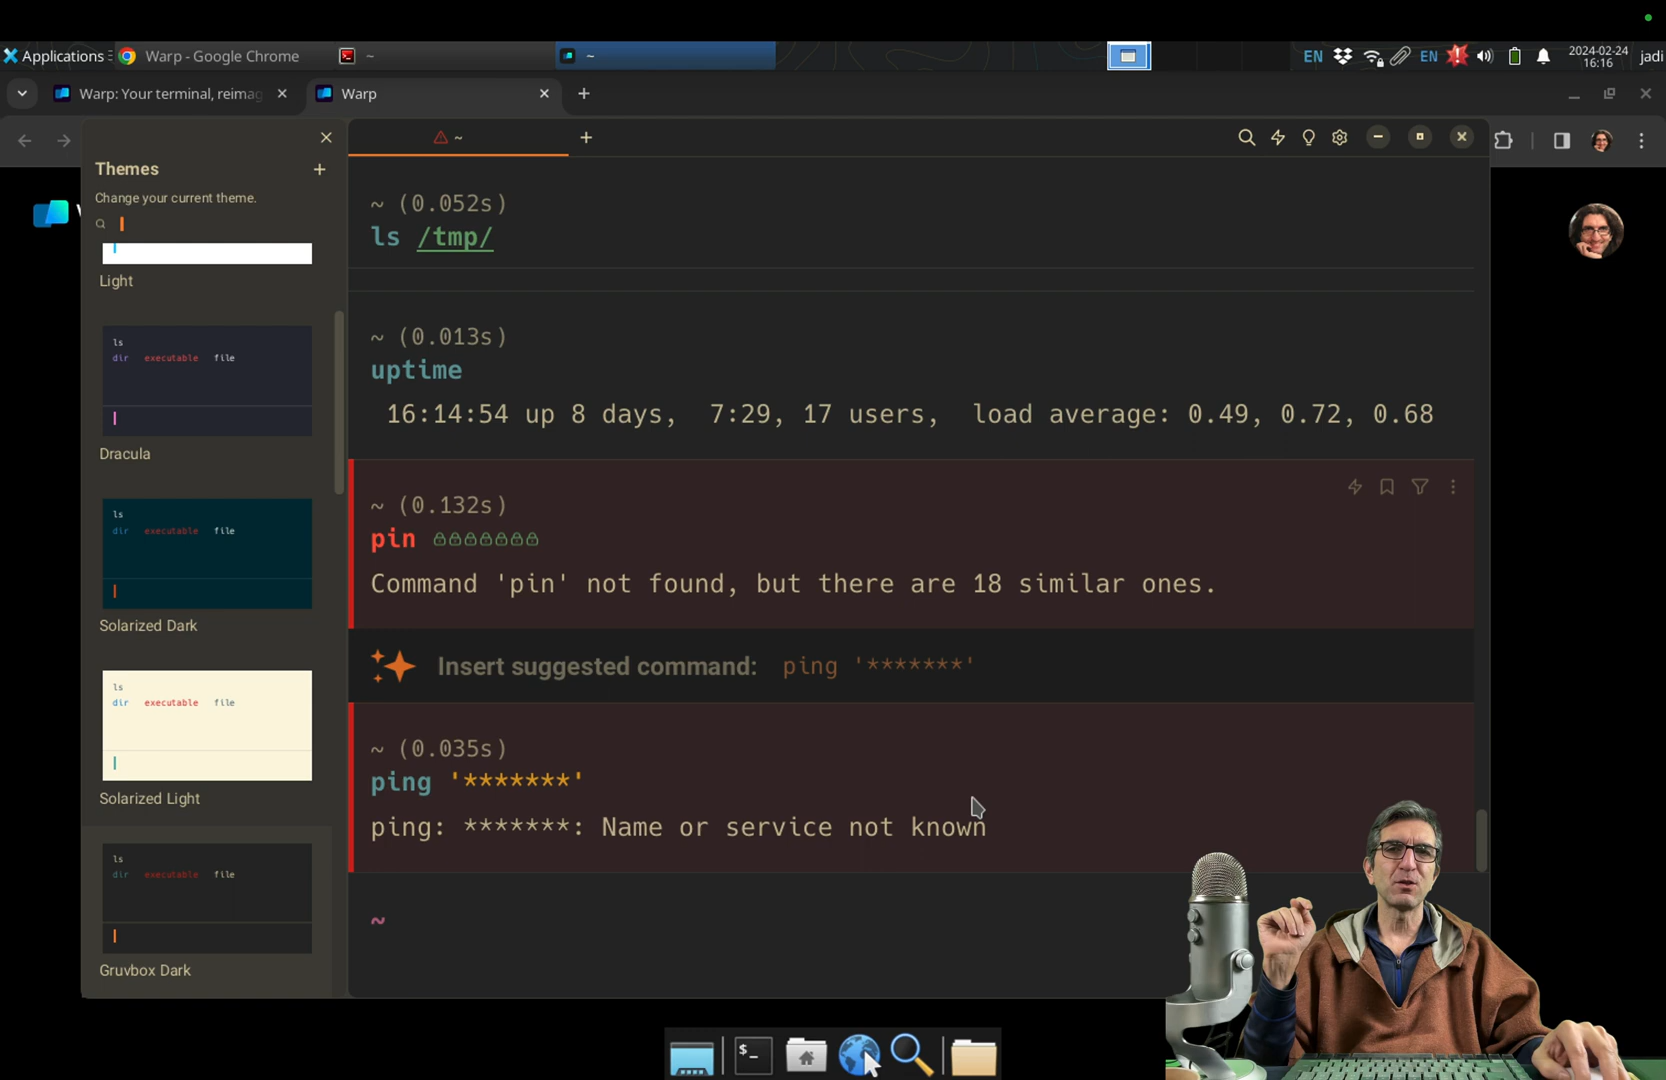 Applications
Warp - Google Chrome
~
~
EN
EN
2024-02-24
16:16
jadi
Warp: Your terminal, reimag
Warp
Themes
Change your current theme.
Light
ls
dir executable file
Dracula
ls
dir executable file
Solarized Dark
ls
dir executable file
Solarized Light
ls
dir executable file
Gruvbox Dark
~
~ (0.052s)
ls /tmp/
~ (0.013s)
uptime
16:14:54 up 8 days, 7:29, 17 users, load average: 0.49, 0.72, 0.68
~ (0.132s)
pin
Command 'pin' not found, but there are 18 similar ones.
Insert suggested command: ping '*******'
~ (0.035s)
ping '*******'
ping: *******: Name or service not known
~
$_